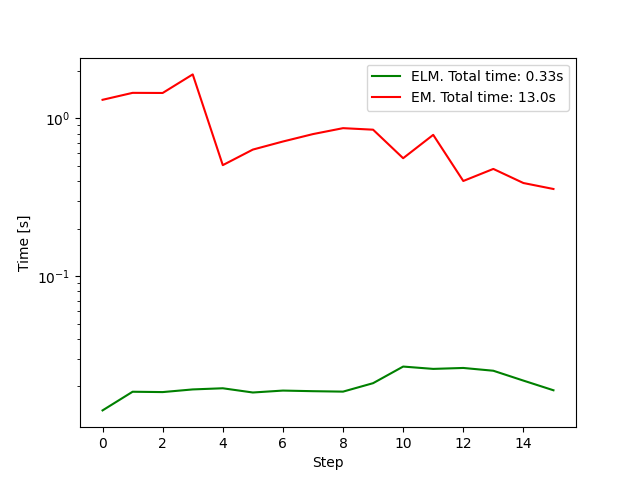 ELM. Total time: 0.33s
EM. Total time: 13.0s
10⁰
10⁻¹
Time [s]
0 2 4 6 8 10 12 14
Step